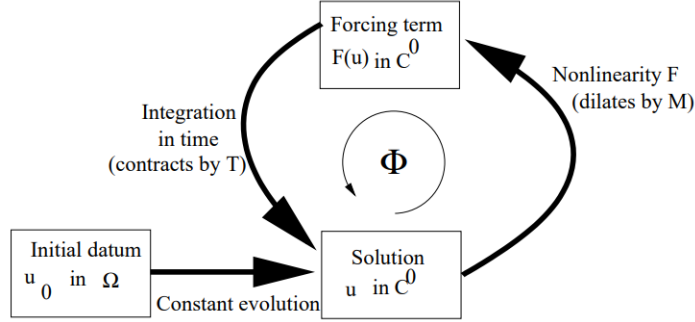 Forcing term
F(u) in C^0
Nonlinearity F
(dilates by M)
Integration
in time
(contracts by T)
Φ
Initial datum
u_0 in Ω
Constant evolution
Solution
u in C^0